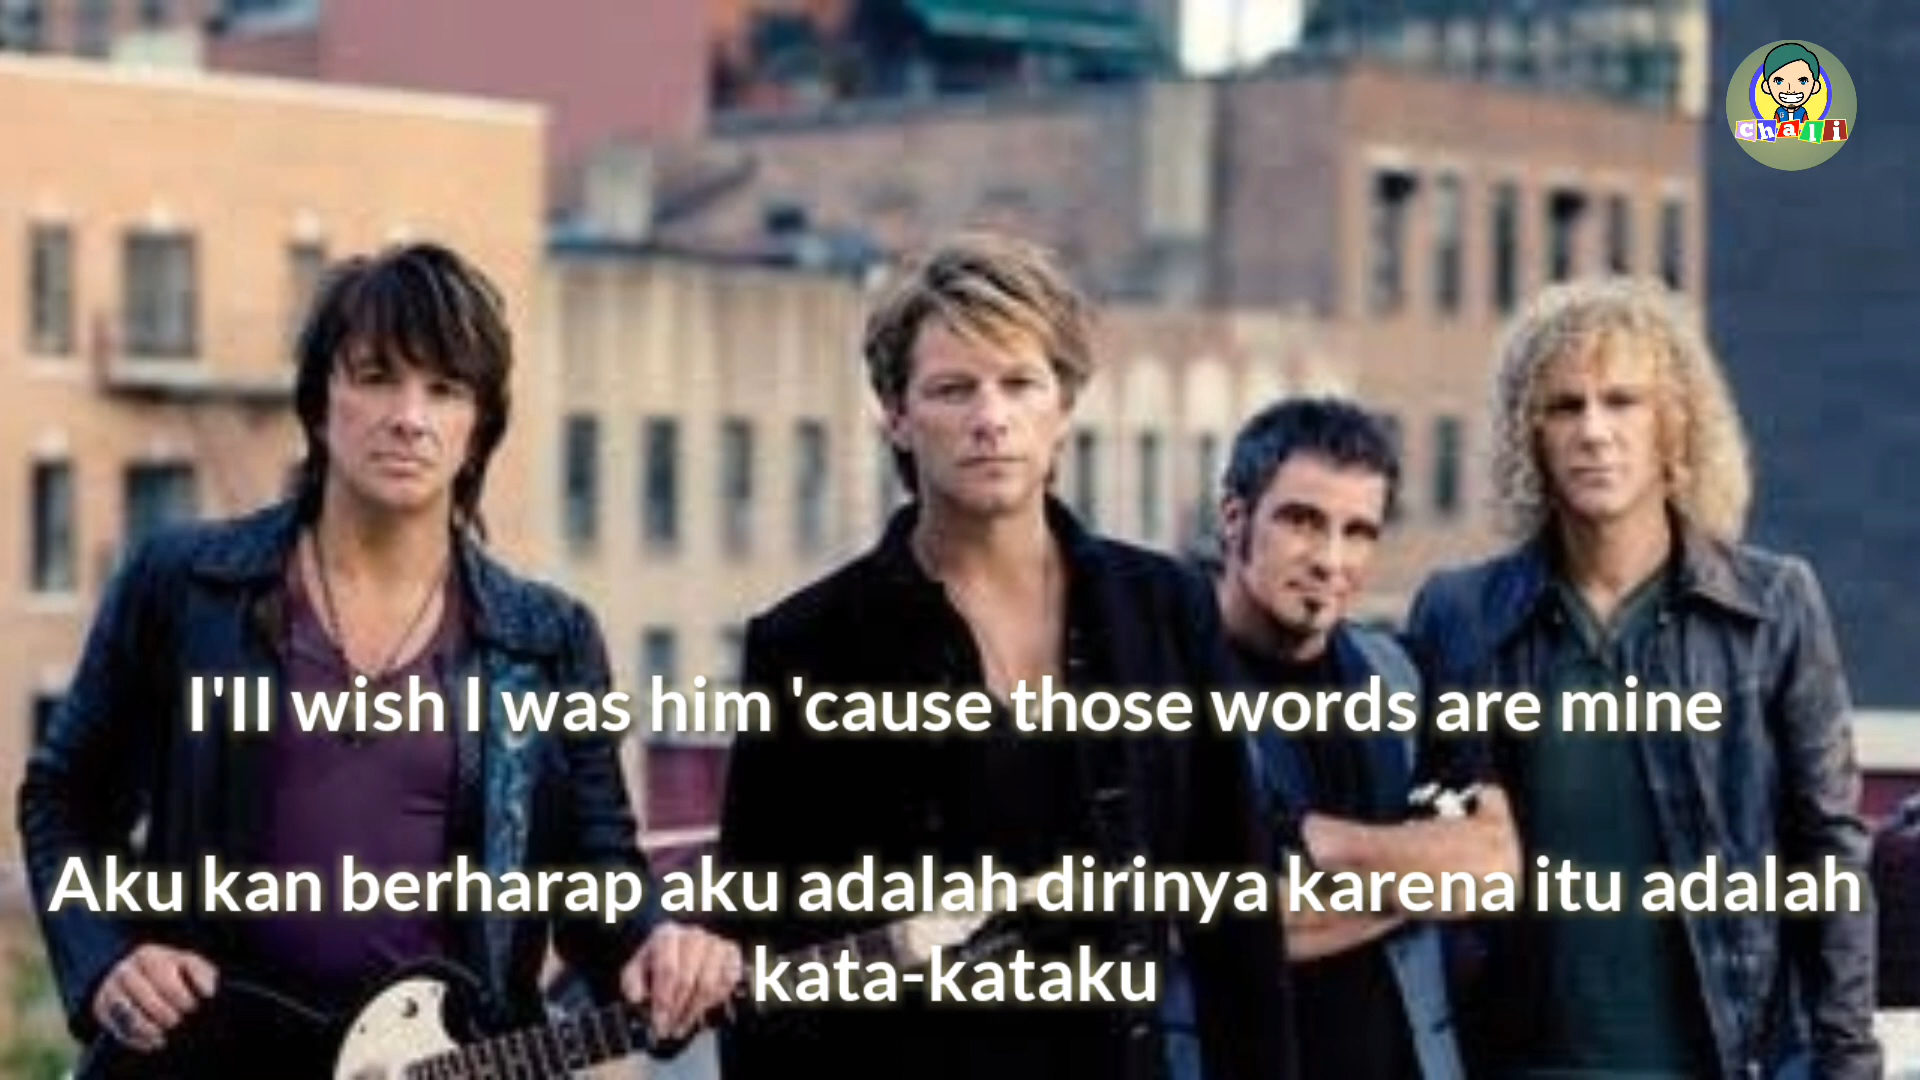 chali
I'll wish I was him 'cause those words are mine
Aku kan berharap aku adalah dirinya karena itu adalah
kata-kataku